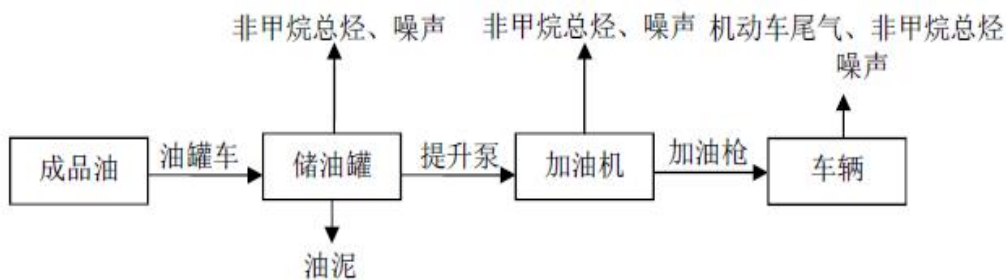 非甲烷总烃、噪声
非甲烷总烃、噪声
机动车尾气、非甲烷总烃
噪声
成品油
油罐车
储油罐
提升泵
加油机
加油枪
车辆
油泥